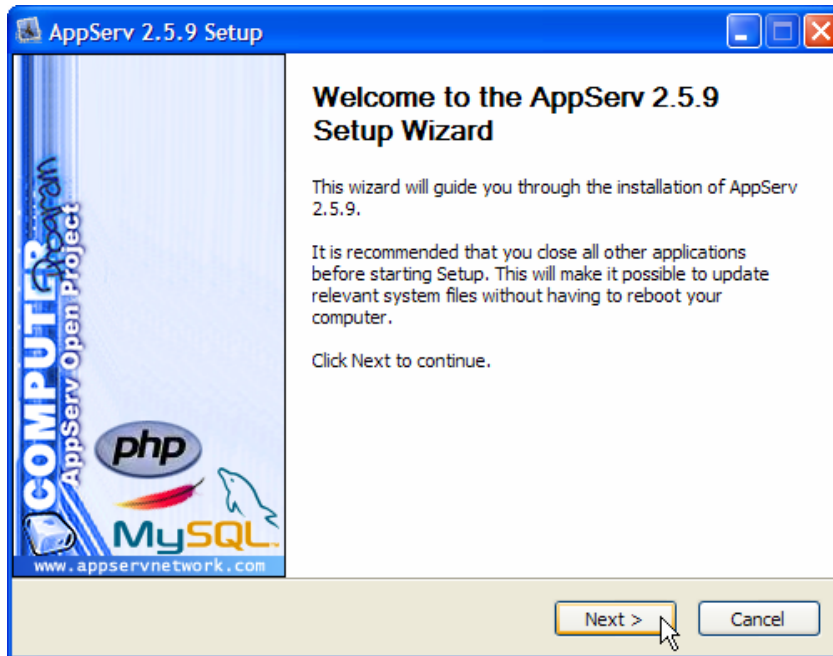 AppServ 2.5.9 Setup
Welcome to the AppServ 2.5.9
Setup Wizard
This wizard will guide you through the installation of AppServ
2.5.9.
It is recommended that you close all other applications
before starting Setup. This will make it possible to update
relevant system files without having to reboot your
computer.
Click Next to continue.
COMPUTER
Program
AppServ Open Project
php
MySQL
www.appservnetwork.com
Next >
Cancel